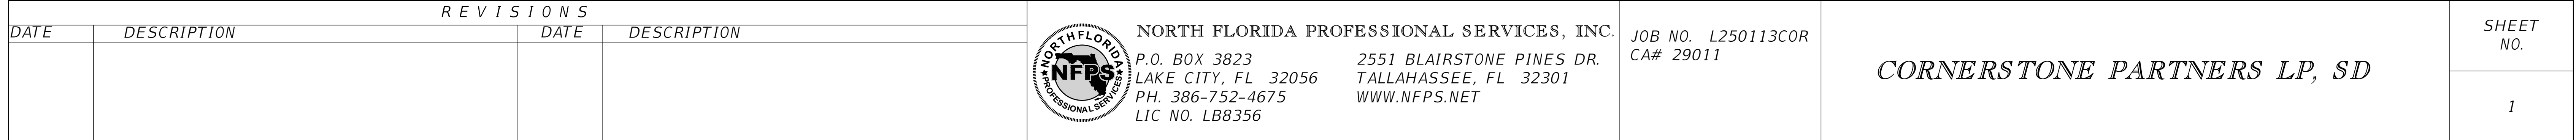 REVISIONS
DATE DESCRIPTION DATE DESCRIPTION
NORTH FLORIDA
NFPS
PROFESSIONAL SERVICES
NORTH FLORIDA PROFESSIONAL SERVICES, INC.
P.O. BOX 3823
LAKE CITY, FL 32056
PH. 386-752-4675
LIC NO. LB8356
2551 BLAIRSTONE PINES DR.
TALLAHASSEE, FL 32301
WWW.NFPS.NET
JOB NO. L250113COR
CA# 29011
CORNERSTONE PARTNERS LP, SD
SHEET
NO.
1